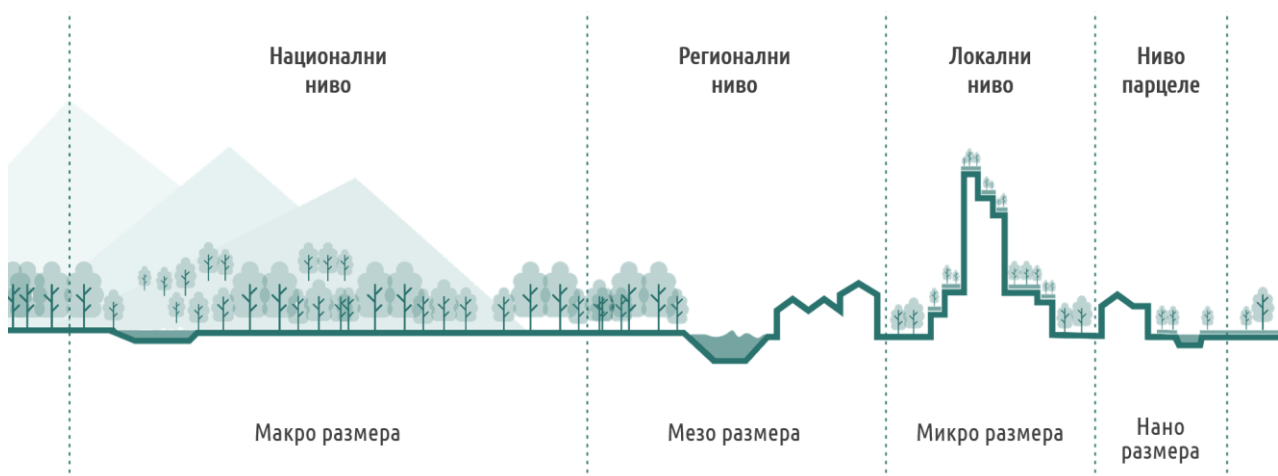 Национални
ниво
Регионални
ниво
Локални
ниво
Ниво
парцеле
Макро размера
Мезо размера
Микро размера
Нано
размера